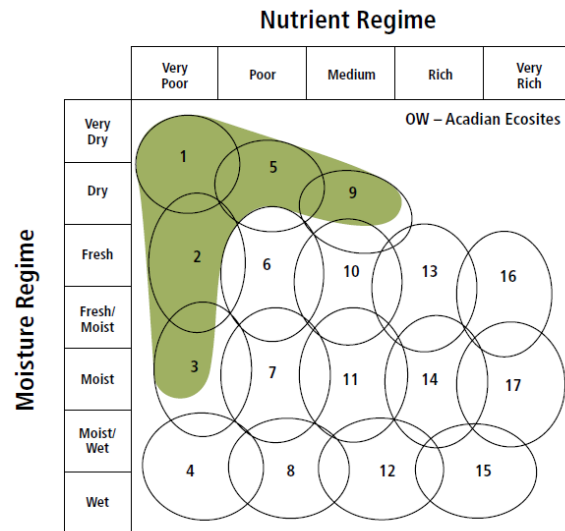 Nutrient Regime
Very
Poor
Poor
Medium
Rich
Very
Rich
Moisture Regime
Very
Dry
Dry
Fresh
Fresh/
Moist
Moist
Moist/
Wet
Wet
OW – Acadian Ecosites
1
5
9
2
6
10
13
16
3
7
11
14
17
4
8
12
15